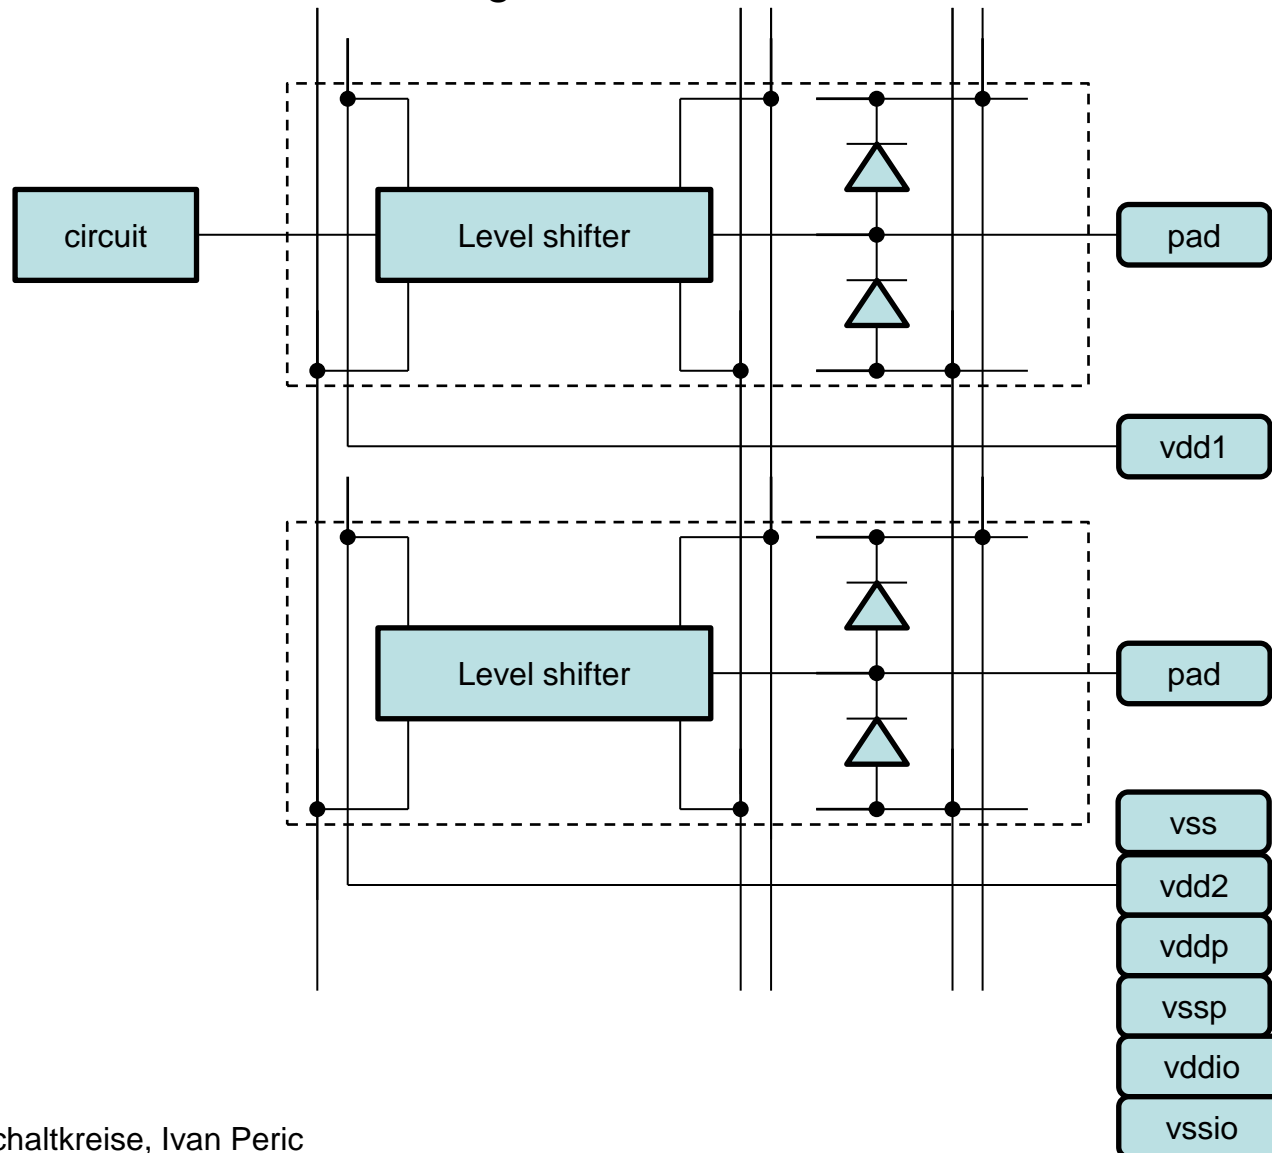 circuit
Level shifter
pad
vdd1
Level shifter
pad
vss
vdd2
vddp
vssp
vddio
vssio
chaltkreise, Ivan Peric